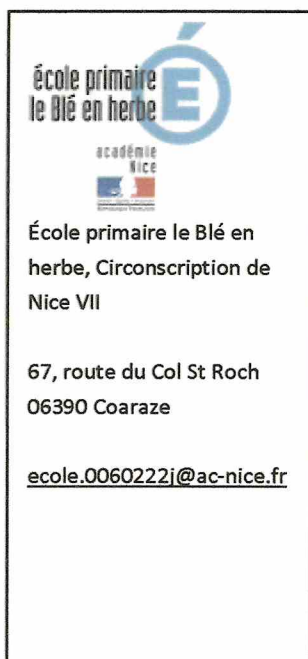 école primaire
le Blé en herbe
É
académie
Nice
École primaire le Blé en
herbe, Circonscription de
Nice VII
67, route du Col St Roch
06390 Coaraze
ecole.0060222j@ac-nice.fr